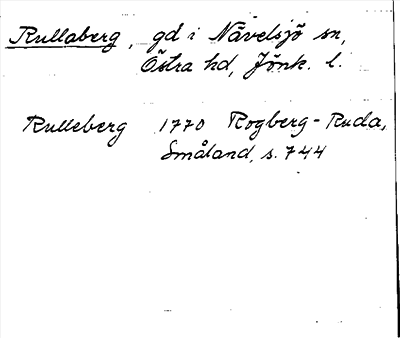 Rullaberg, gd i Nävelsjö sn,
Östra hd, Jönk. l.
Rulleberg 1770 Rogberg-Ruda,
Småland, s. 744